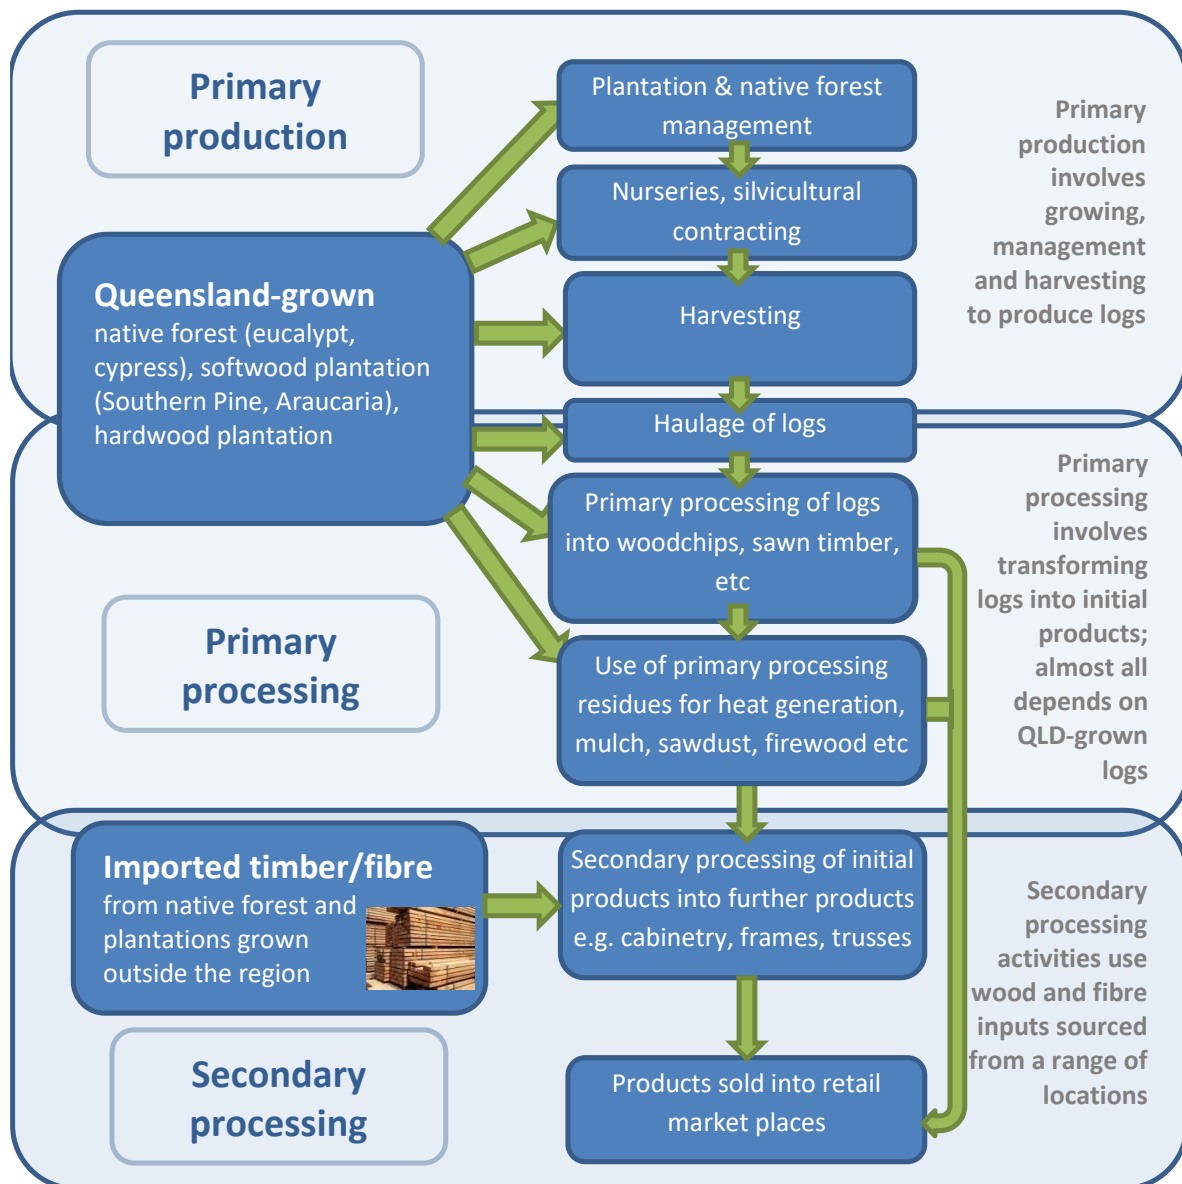 Primary
production
Plantation & native forest
management
Primary
production
involves
growing,
management
and harvesting
to produce logs
Nurseries, silvicultural
contracting
Queensland-grown
native forest (eucalypt,
cypress), softwood plantation
(Southern Pine, Araucaria),
hardwood plantation
Harvesting
Haulage of logs
Primary processing of logs
into woodchips, sawn timber,
etc
Primary
processing
involves
transforming
logs into initial
products;
almost all
depends on
QLD-grown
logs
Primary
processing
Use of primary processing
residues for heat generation,
mulch, sawdust, firewood etc
Imported timber/fibre
from native forest and
plantations grown
outside the region
Secondary processing of initial
products into further products
e.g. cabinetry, frames, trusses
Secondary
processing
activities use
wood and fibre
inputs sourced
from a range of
locations
Secondary
processing
Products sold into retail
market places